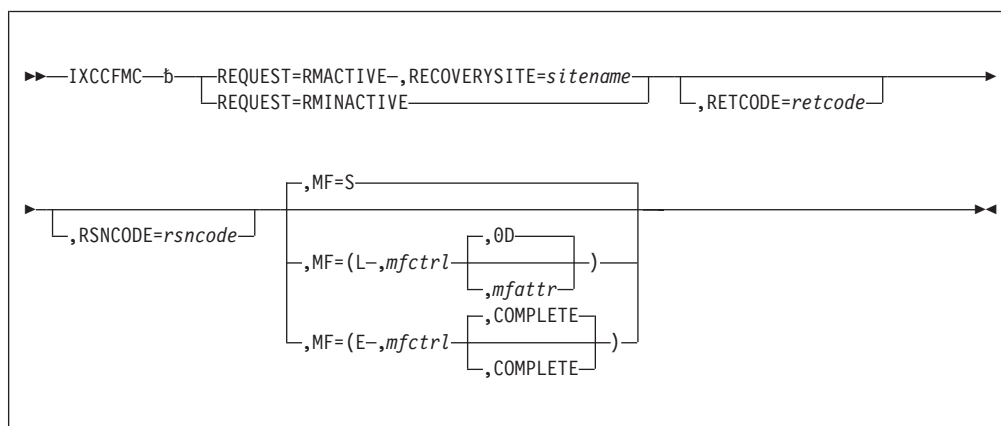 IXCCFMC ƀ REQUEST=RMACTIVE ,RECOVERYSITE=sitename
REQUEST=RMINACTIVE
,RETCODE=retcode
,RSNCODE=rsncode
,MF=S
,MF=(L ,mfctrl ,0D )
,mfattr
,MF=(E ,mfctrl ,COMPLETE )
,COMPLETE